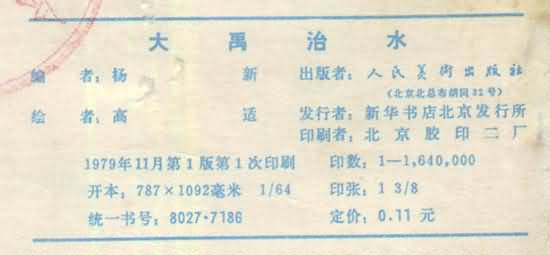 大禹治水
编者：杨新 出版者：人民美术出版社
（北京北总布胡同32号）
绘者：高适 发行者：新华书店北京发行所
印刷者：北京胶印二厂
1979年11月第1版第1次印刷 印数：1—1,640,000
开本：787×1092毫米 1/64 印张：1 3/8
统一书号：8027·7186 定价：0.11元